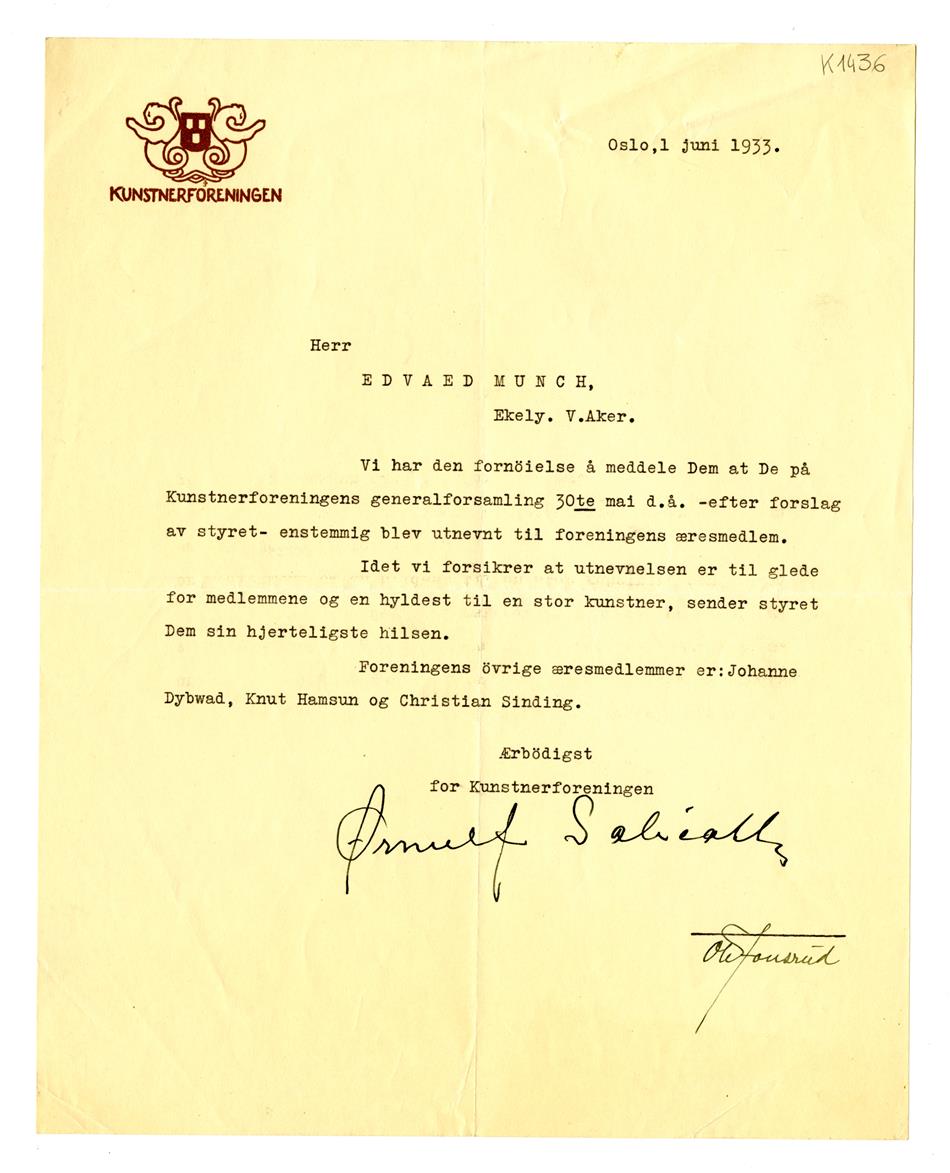 K1436
KUNSTNERFORENINGEN
Oslo,1 juni 1933.
Herr
E D V A E D  M U N C H,
Ekely. V.Aker.
Vi har den fornöielse å meddele Dem at De på
Kunstnerforeningens generalforsamling 30te mai d.å. -efter forslag
av styret- enstemmig blev utnevnt til foreningens æresmedlem.
Idet vi forsikrer at utnevnelsen er til glede
for medlemmene og en hyldest til en stor kunstner, sender styret
Dem sin hjerteligste hilsen.
Foreningens övrige æresmedlemmer er:Johanne
Dybwad, Knut Hamsun og Christian Sinding.
Ærbödigst
for Kunstnerforeningen
Ørnulf Salicath